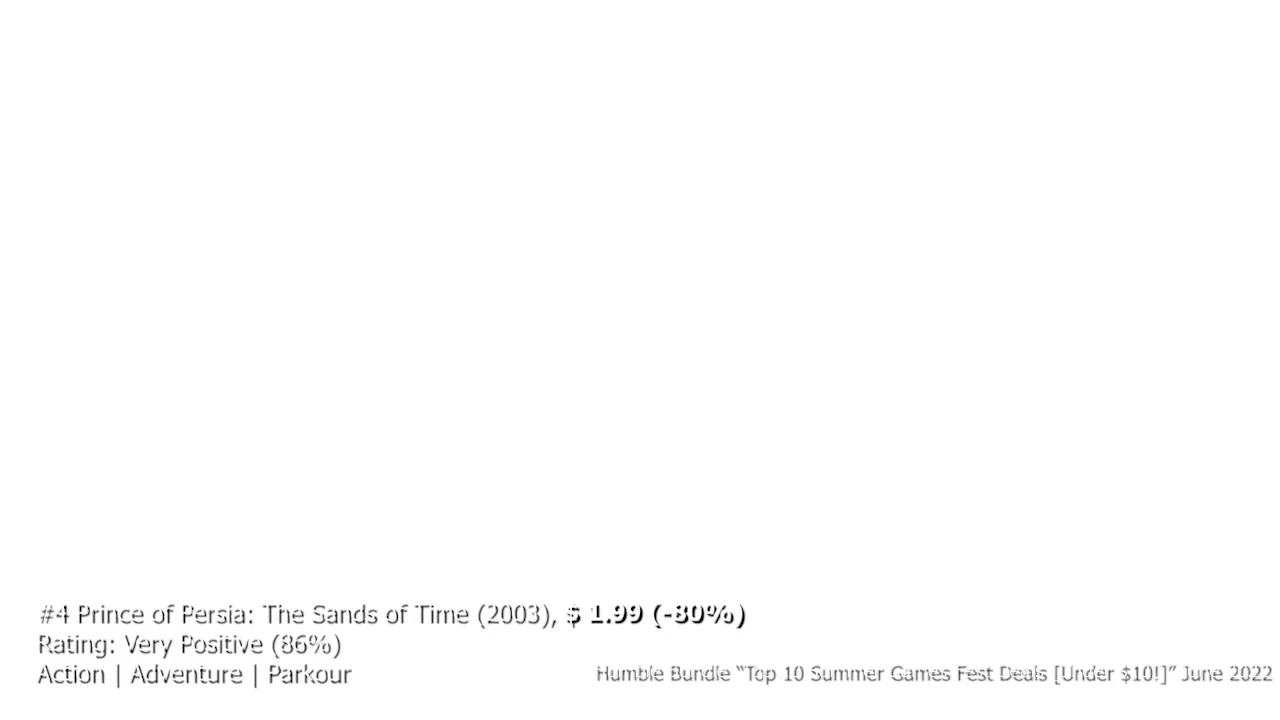 #4 Prince of Persia: The Sands of Time (2003), $ 1.99 (-80%)
Rating: Very Positive (86%)
Action | Adventure | Parkour
Humble Bundle “Top 10 Summer Games Fest Deals [Under $10!]” June 2022